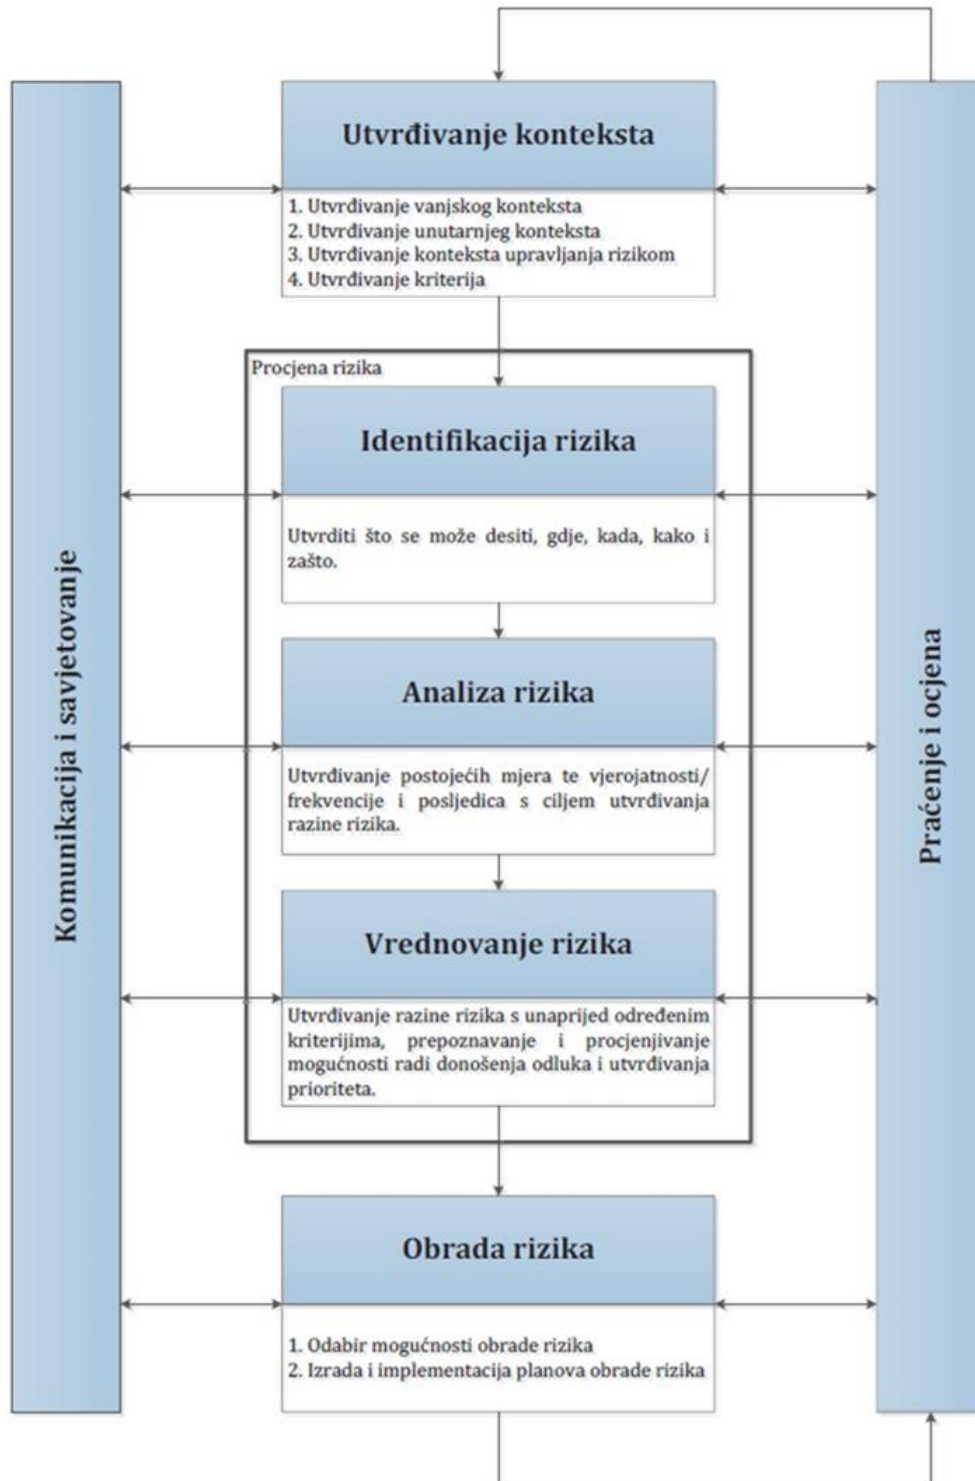 Utvrđivanje konteksta
1. Utvrđivanje vanjskog konteksta
2. Utvrđivanje unutarnjeg konteksta
3. Utvrđivanje konteksta upravljanja rizikom
4. Utvrđivanje kriterija
Procjena rizika
Identifikacija rizika
Utvrditi što se može desiti, gdje, kada, kako i
zašto.
Analiza rizika
Utvrđivanje postojećih mjera te vjerojatnosti/
frekvencije i posljedica s ciljem utvrđivanja
razine rizika.
Vrednovanje rizika
Utvrđivanje razine rizika s unaprijed određenim
kriterijima, prepoznavanje i procjenjivanje
mogućnosti radi donošenja odluka i utvrđivanja
prioriteta.
Obrada rizika
1. Odabir mogućnosti obrade rizika
2. Izrada i implementacija planova obrade rizika
Komunikacija i savjetovanje
Praćenje i ocjena